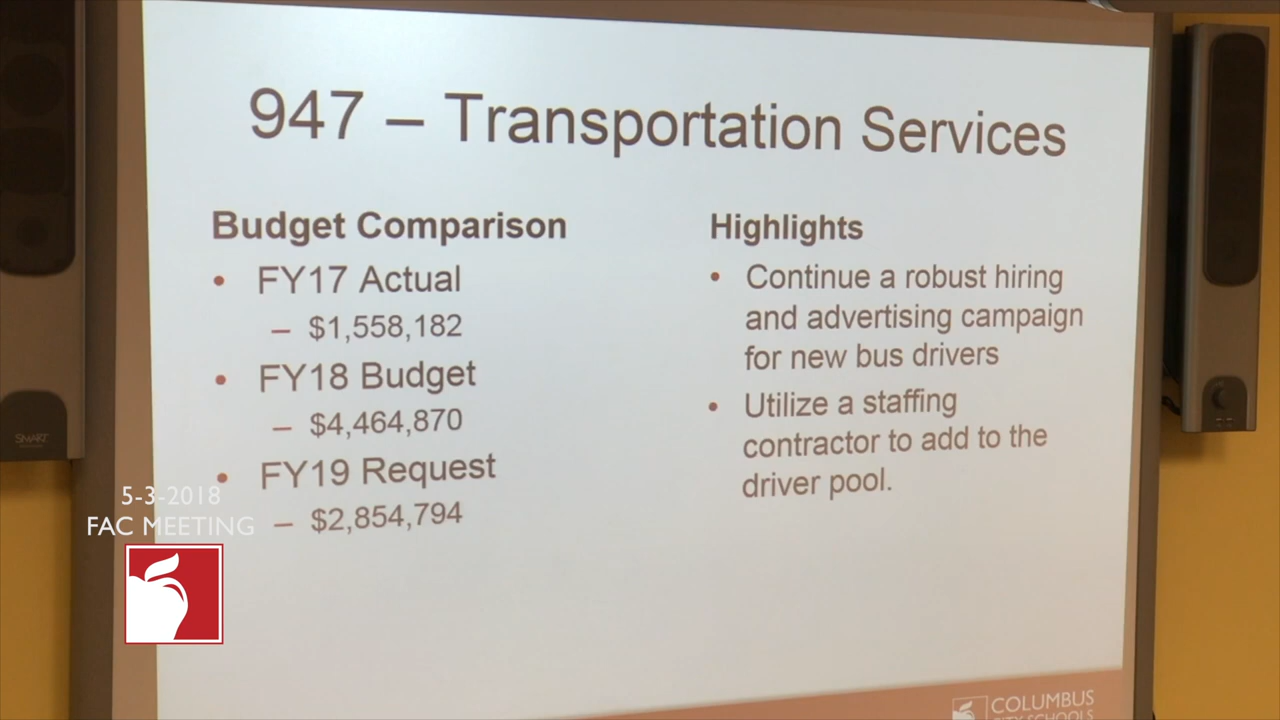 947 – Transportation Services
Budget Comparison
• FY17 Actual
– $1,558,182
• FY18 Budget
– $4,464,870
• FY19 Request
– $2,854,794
Highlights
• Continue a robust hiring
and advertising campaign
for new bus drivers
• Utilize a staffing
contractor to add to the
driver pool.
5-3-2018
FAC MEETING
SMART
COLUMBUS
CITY SCHOOLS